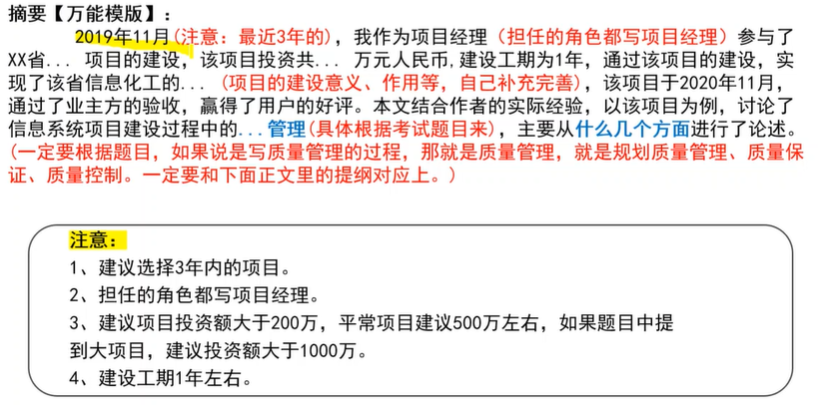 摘要【万能模版】:
2019年11月(注意: 最近3年的), 我作为项目经理 (担任的角色都写项目经理) 参与了
XX省... 项目的建设, 该项目投资共... 万元人民币,建设工期为1年, 通过该项目的建设, 实
现了该省信息化工的... (项目的建设意义、作用等, 自己补充完善), 该项目于2020年11月,
通过了业主方的验收, 赢得了用户的好评。本文结合作者的实际经验, 以该项目为例, 讨论了
信息系统项目建设过程中的...管理(具体根据考试题目来), 主要从什么几个方面进行了论述。
(一定要根据题目, 如果说是写质量管理的过程, 那就是质量管理, 就是规划质量管理、质量保
证、质量控制。一定要和下面正文里的提纲对应上。)
注意:
1、建议选择3年内的项目。
2、担任的角色都写项目经理。
3、建议项目投资额大于200万, 平常项目建议500万左右, 如果题目中提
到大项目, 建议投资额大于1000万。
4、建设工期1年左右。